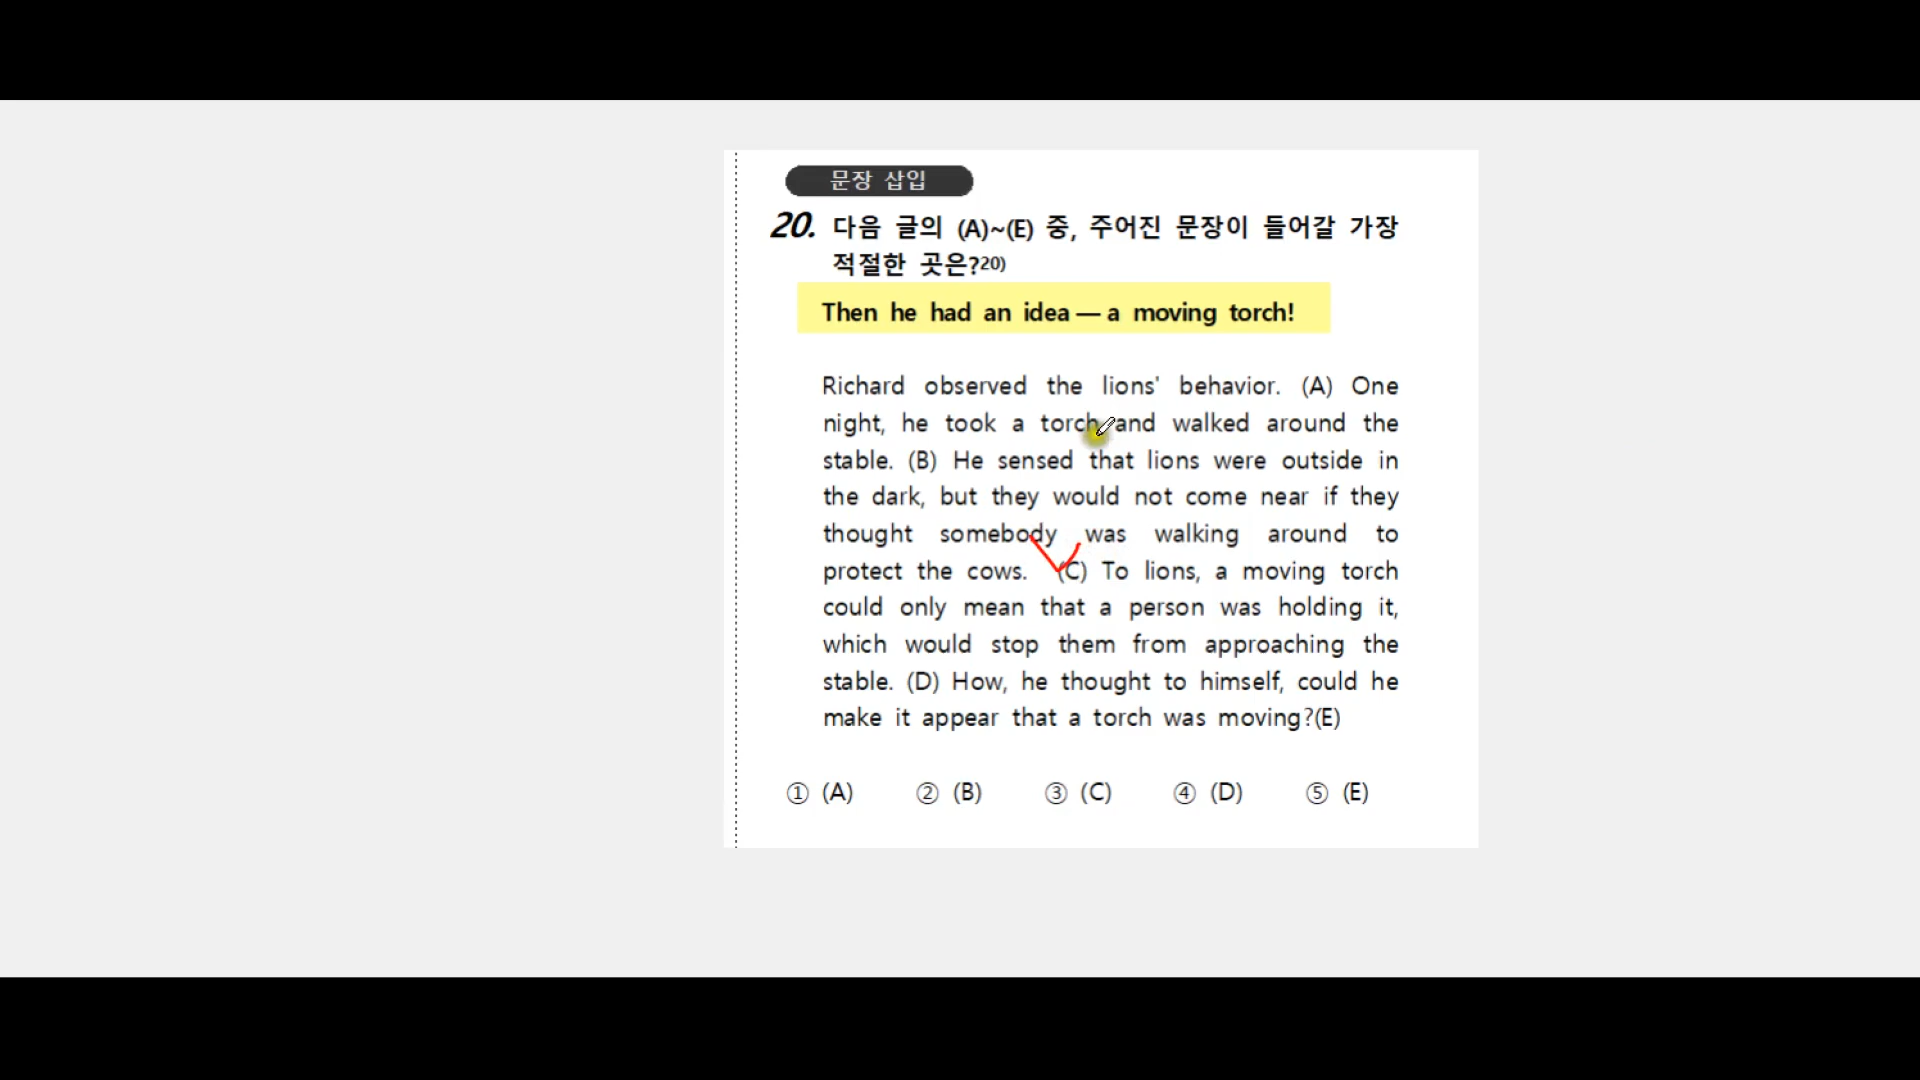 문장 삽입
20. 다음 글의 (A)~(E) 중, 주어진 문장이 들어갈 가장
적절한 곳은?20)
Then he had an idea — a moving torch!
Richard observed the lions' behavior. (A) One
night, he took a torch and walked around the
stable. (B) He sensed that lions were outside in
the dark, but they would not come near if they
thought somebody was walking around to
protect the cows. (C) To lions, a moving torch
could only mean that a person was holding it,
which would stop them from approaching the
stable. (D) How, he thought to himself, could he
make it appear that a torch was moving?(E)
① (A) ② (B) ③ (C) ④ (D) ⑤ (E)